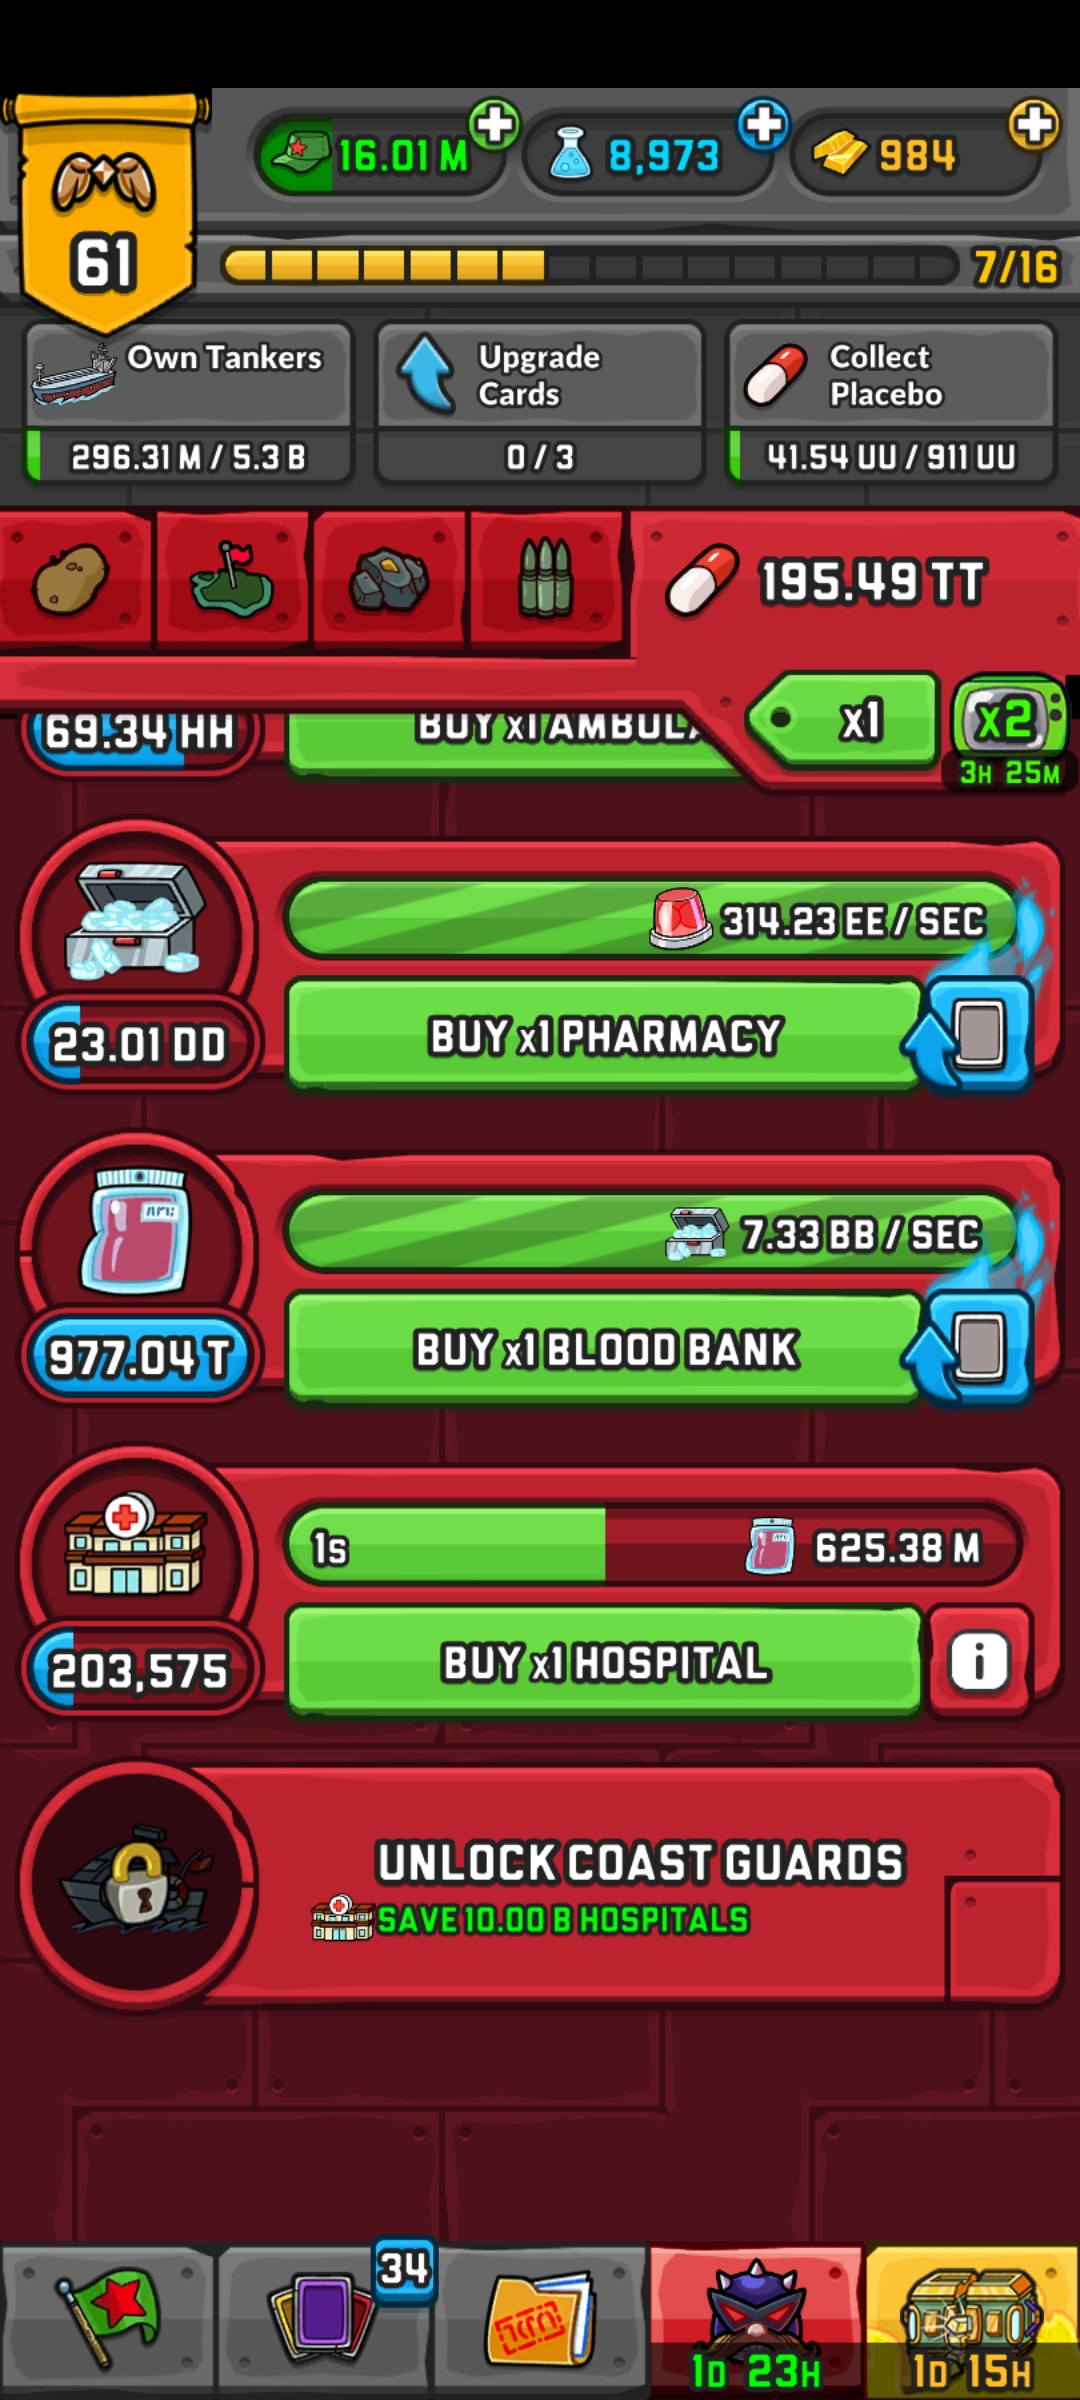 16.01 M
8,973
984
61
7/16
Own Tankers
296.31 M / 5.3 B
Upgrade
Cards
0 / 3
Collect
Placebo
41.54 UU / 911 UU
195.49 TT
x1
x2
3H 25M
69.34 HH
BUY x1 AMBUL
314.23 EE / SEC
23.01 DD
BUY x1 PHARMACY
7.33 BB / SEC
977.04 T
BUY x1 BLOOD BANK
1s
625.38 M
203,575
BUY x1 HOSPITAL
i
UNLOCK COAST GUARDS
SAVE 10.00 B HOSPITALS
34
1D 23H
1D 15H